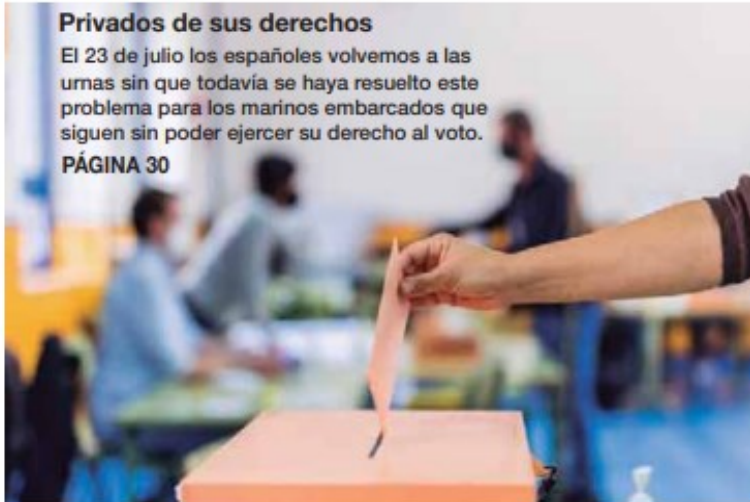 Privados de sus derechos
El 23 de julio los españoles volvemos a las
urnas sin que todavía se haya resuelto este
problema para los marinos embarcados que
siguen sin poder ejercer su derecho al voto.
PÁGINA 30